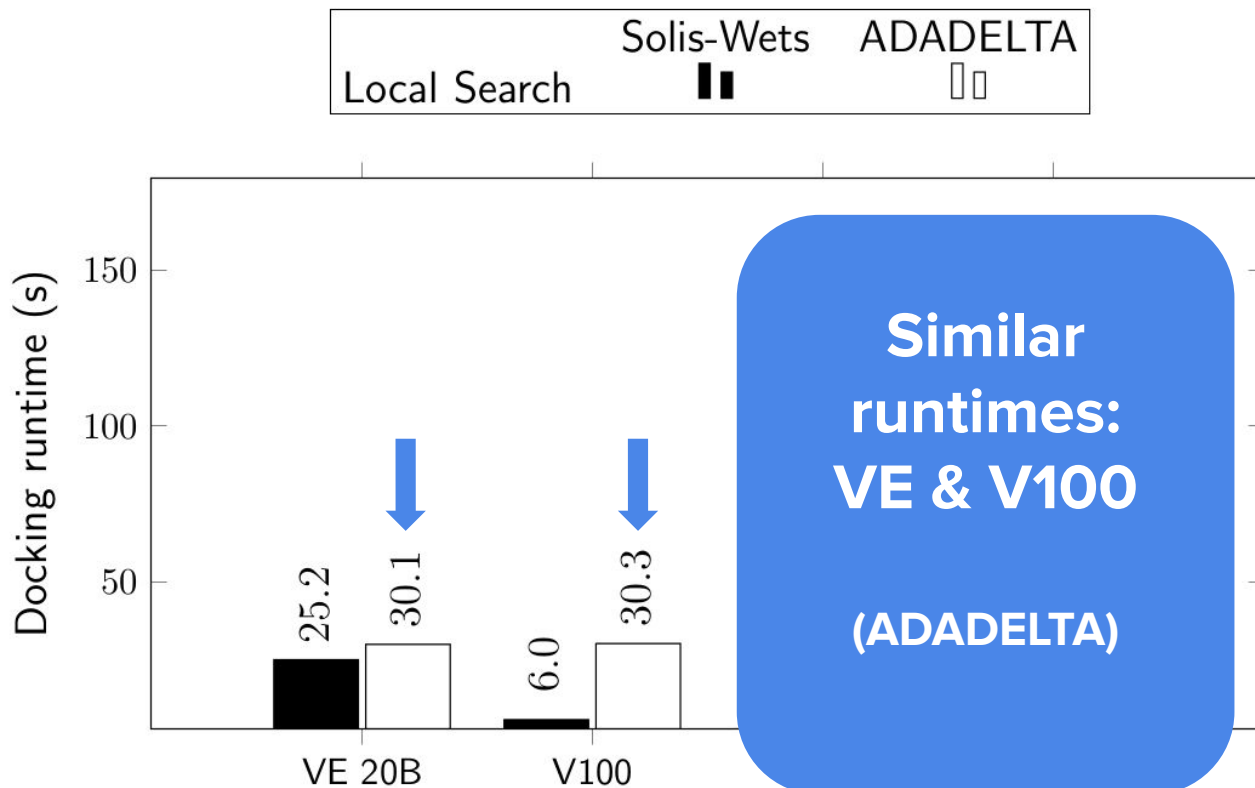 Solis-Wets ADADELTA
Local Search
Docking runtime (s)
150
100
50
25.2
30.1
6.0
30.3
VE 20B
V100
Similar
runtimes:
VE & V100
(ADADELTA)